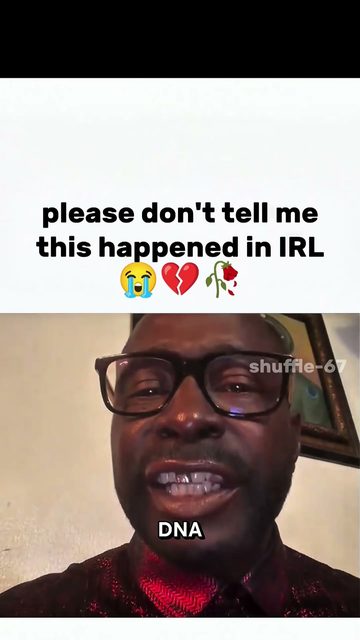 please don't tell me
this happened in IRL
😭💔🥀
shuffle-67
DNA